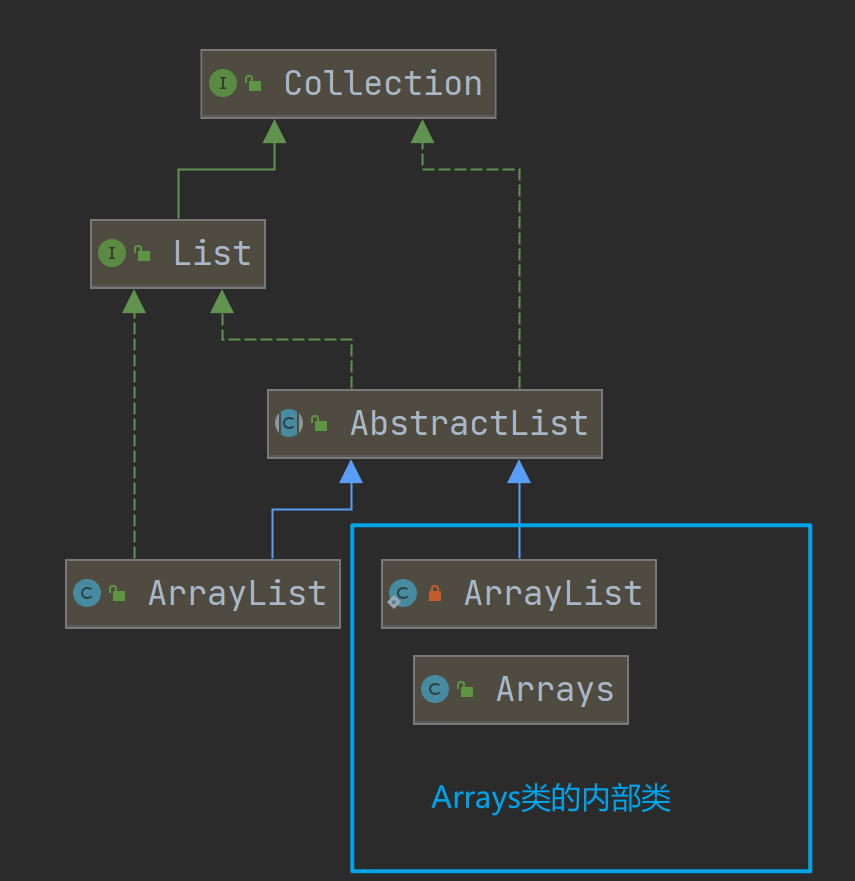 I Collection
I List
C AbstractList
C ArrayList
C ArrayList
C Arrays
Arrays类的内部类